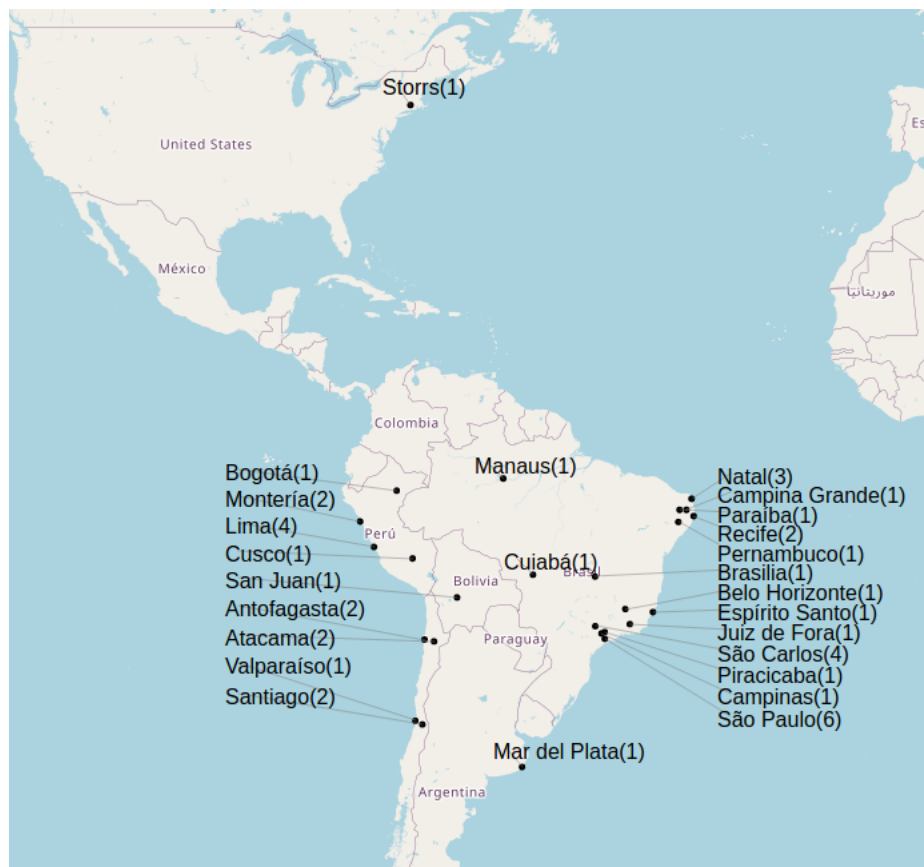 Storrs(1)
United States
Es
México
موريتانيا
Colombia
Manaus(1)
Bogotá(1)
Montería(2)
Lima(4)
Cusco(1)
San Juan(1)
Antofagasta(2)
Atacama(2)
Valparaíso(1)
Santiago(2)
Perú
Cuiabá(1)
Brasil
Bolivia
Paraguay
Natal(3)
Campina Grande(1)
Paraíba(1)
Recife(2)
Pernambuco(1)
Brasilia(1)
Belo Horizonte(1)
Espírito Santo(1)
Juiz de Fora(1)
São Carlos(4)
Piracicaba(1)
Campinas(1)
São Paulo(6)
Mar del Plata(1)
Argentina